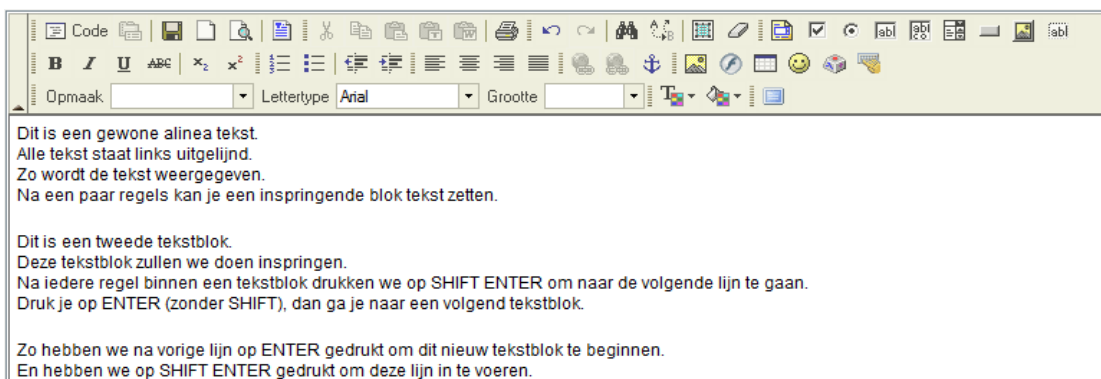 Code
B I U ABC x₂ x²
Opmaak Lettertype Arial Grootte
Dit is een gewone alinea tekst.
Alle tekst staat links uitgelijnd.
Zo wordt de tekst weergegeven.
Na een paar regels kan je een inspringende blok tekst zetten.
Dit is een tweede tekstblok.
Deze tekstblok zullen we doen inspringen.
Na iedere regel binnen een tekstblok drukken we op SHIFT ENTER om naar de volgende lijn te gaan.
Druk je op ENTER (zonder SHIFT), dan ga je naar een volgend tekstblok.
Zo hebben we na vorige lijn op ENTER gedrukt om dit nieuw tekstblok te beginnen.
En hebben we op SHIFT ENTER gedrukt om deze lijn in te voeren.